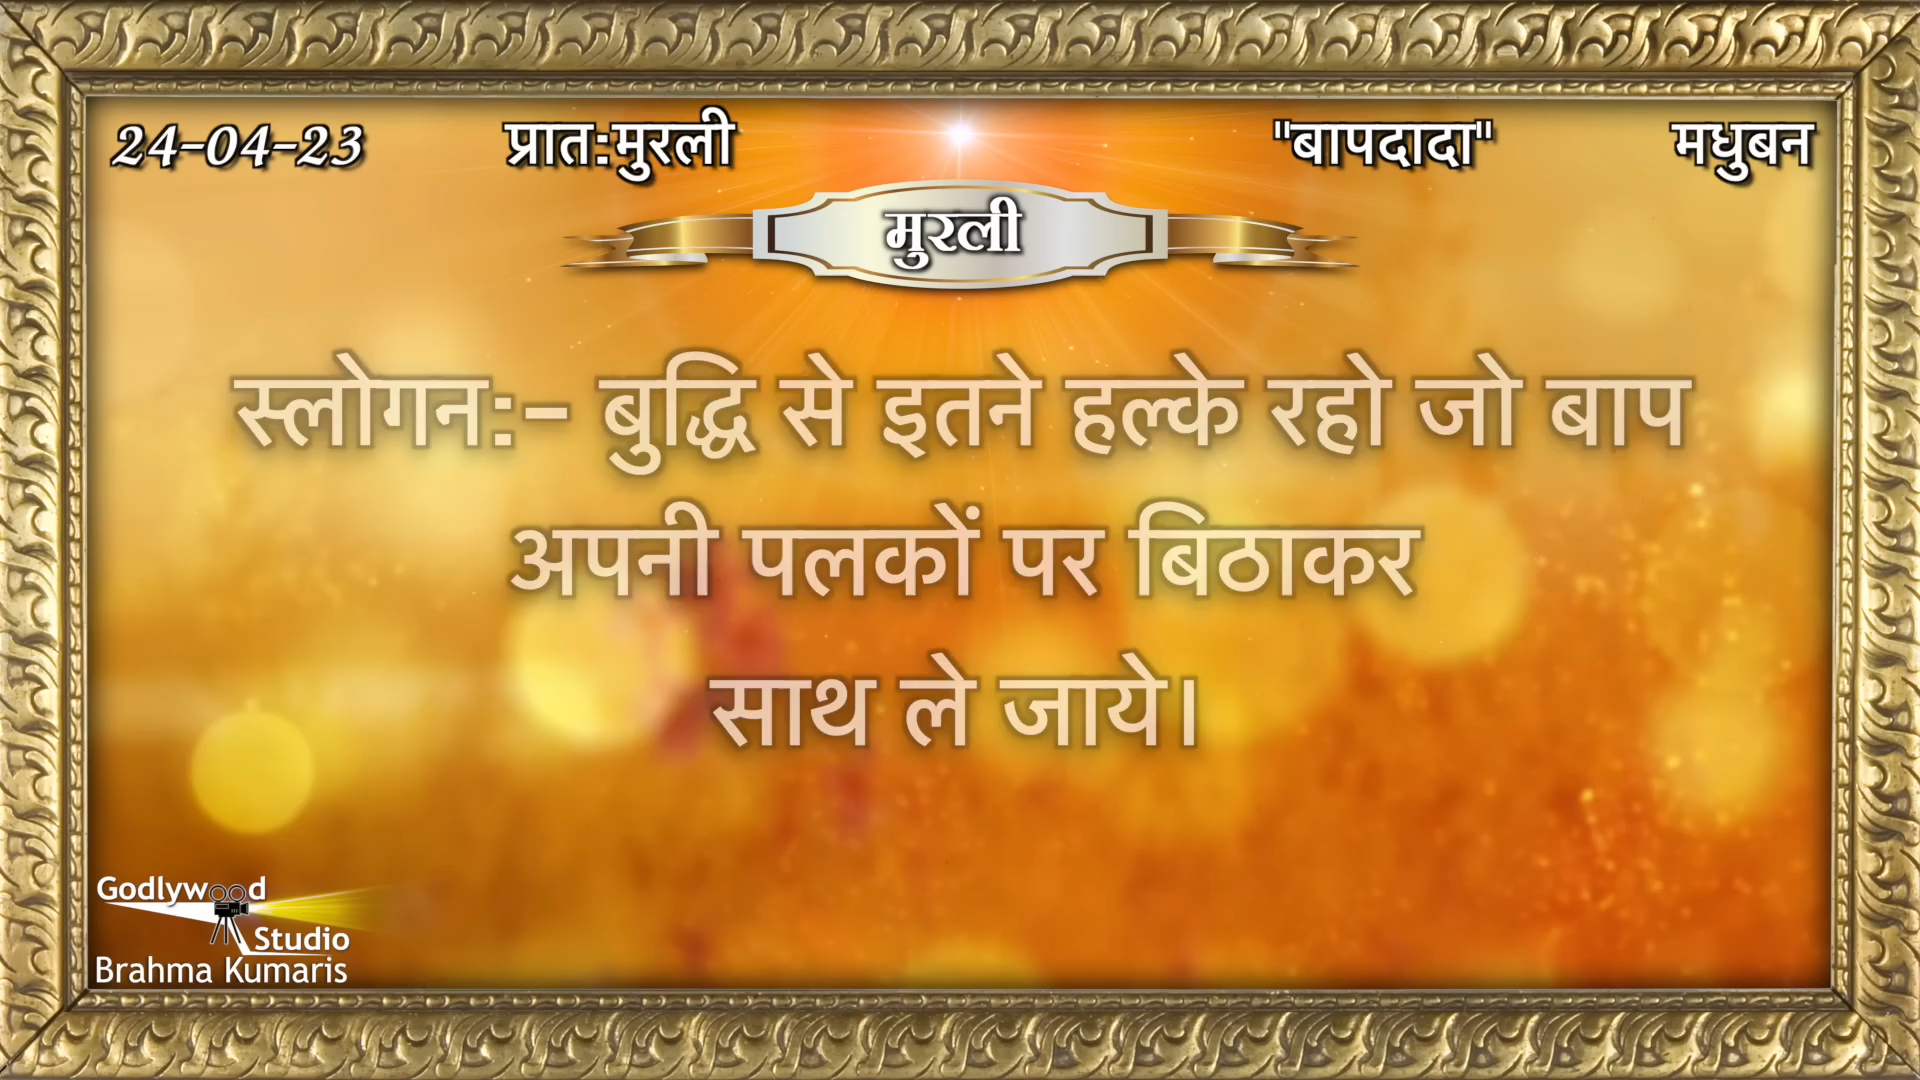 24-04-23 प्रात:मुरली "बापदादा" मधुबन
मुरली
स्लोगन:- बुद्धि से इतने हल्के रहो जो बाप
अपनी पलकों पर बिठाकर
साथ ले जाये।
Godlywood
Studio
Brahma Kumaris